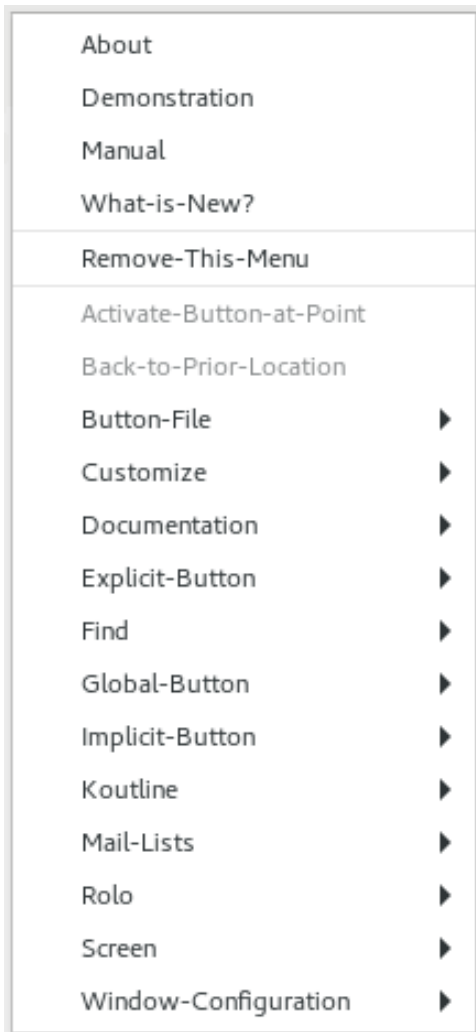 About
Demonstration
Manual
What-is-New?
Remove-This-Menu
Activate-Button-at-Point
Back-to-Prior-Location
Button-File
Customize
Documentation
Explicit-Button
Find
Global-Button
Implicit-Button
Koutline
Mail-Lists
Rolo
Screen
Window-Configuration